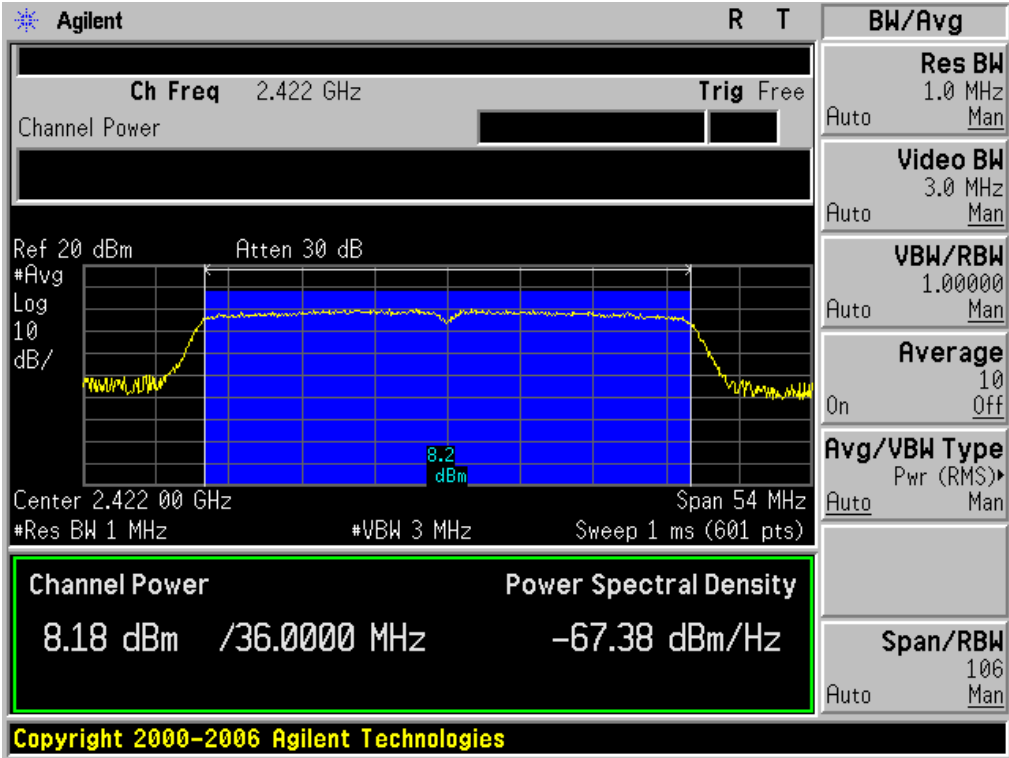 Agilent R T
Ch Freq 2.422 GHz Trig Free
Channel Power
Ref 20 dBm Atten 30 dB
#Avg
Log
10
dB/
8.2
dBm
Center 2.422 00 GHz Span 54 MHz
#Res BW 1 MHz #VBW 3 MHz Sweep 1 ms (601 pts)
Channel Power Power Spectral Density
8.18 dBm /36.0000 MHz -67.38 dBm/Hz
Copyright 2000-2006 Agilent Technologies
BW/Avg
Res BW
1.0 MHz
Auto Man
Video BW
3.0 MHz
Auto Man
VBW/RBW
1.00000
Auto Man
Average
10
On Off
Avg/VBW Type
Pwr (RMS)▸
Auto Man
Span/RBW
106
Auto Man